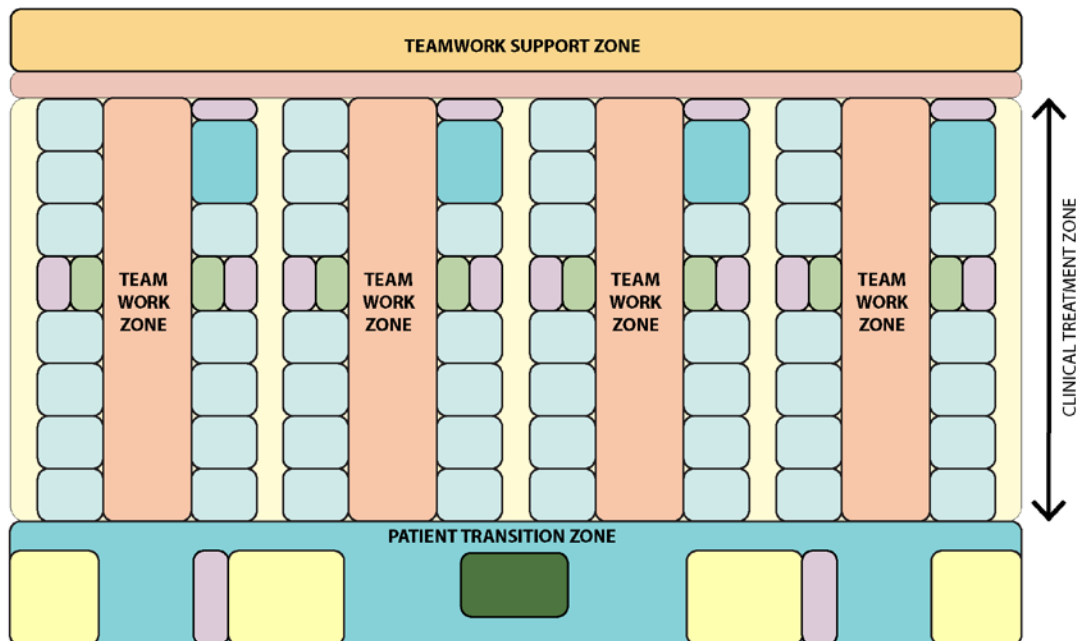 TEAMWORK SUPPORT ZONE
TEAM
WORK
ZONE
TEAM
WORK
ZONE
TEAM
WORK
ZONE
TEAM
WORK
ZONE
CLINICAL TREATMENT ZONE
PATIENT TRANSITION ZONE